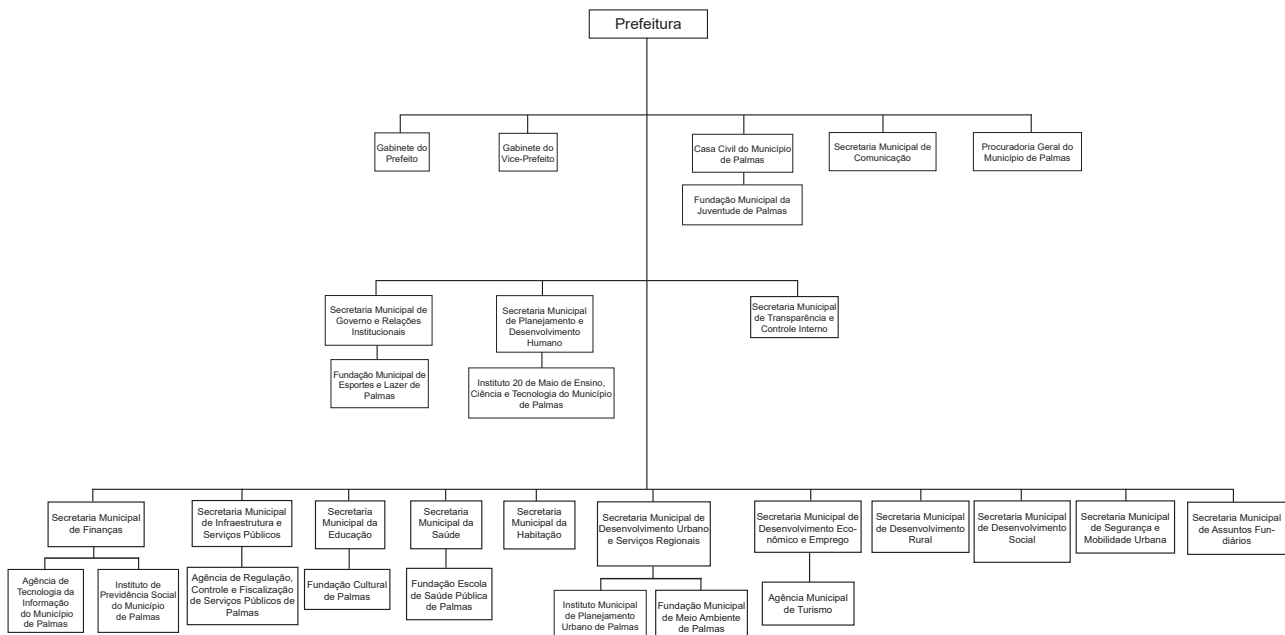 Prefeitura
Gabinete do
Prefeito
Gabinete do
Vice-Prefeito
Casa Civil do Município
de Palmas
Secretaria Municipal de
Comunicação
Procuradoria Geral do
Município de Palmas
Fundação Municipal da
Juventude de Palmas
Secretaria Municipal de
Governo e Relações
Institucionais
Secretaria Municipal
de Planejamento e
Desenvolvimento
Humano
Secretaria Municipal
de Transparência e
Controle Interno
Fundação Municipal de
Esportes e Lazer de
Palmas
Instituto 20 de Maio de Ensino,
Ciência e Tecnologia do Município
de Palmas
Secretaria Municipal
de Finanças
Secretaria Municipal
de Infraestrutura e
Serviços Públicos
Secretaria
Municipal da
Educação
Secretaria
Municipal da
Saúde
Secretaria
Municipal da
Habitação
Secretaria Municipal de
Desenvolvimento Urbano
e Serviços Regionais
Secretaria Municipal de
Desenvolvimento Eco-
nômico e Emprego
Secretaria Municipal
de Desenvolvimento
Rural
Secretaria Municipal
de Desenvolvimento
Social
Secretaria Municipal
de Segurança e
Mobilidade Urbana
Secretaria Municipal
de Assuntos Fun-
diários
Agência de
Tecnologia da
Informação
do Município
de Palmas
Instituto de
Previdência Social
do Município
de Palmas
Agência de Regulação,
Controle e Fiscalização
de Serviços Públicos de
Palmas
Fundação Cultural
de Palmas
Fundação Escola
de Saúde Pública
de Palmas
Instituto Municipal
de Planejamento
Urbano de Palmas
Fundação Municipal
de Meio Ambiente
de Palmas
Agência Municipal
de Turismo